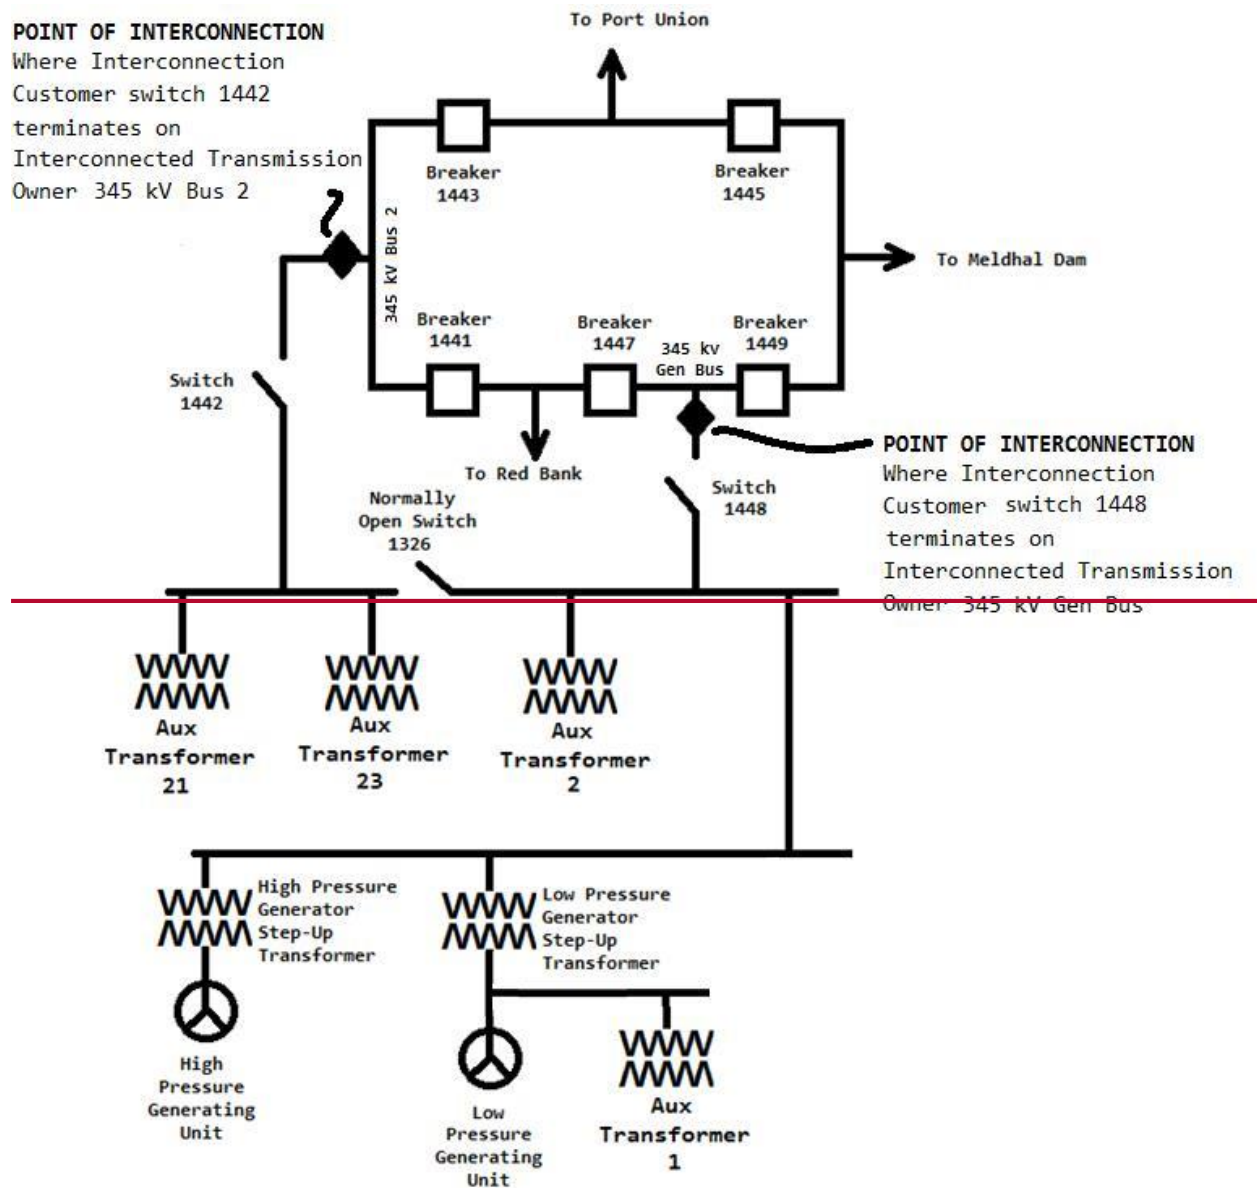 POINT OF INTERCONNECTION
Where Interconnection
Customer switch 1442
terminates on
Interconnected Transmission
Owner 345 kV Bus 2
To Port Union
Breaker
1443
Breaker
1445
345 kV Bus 2
To Meldhal Dam
Breaker
1441
Breaker
1447
345 kv
Gen Bus
Breaker
1449
Switch
1442
To Red Bank
Normally
Open Switch
1326
Switch
1448
POINT OF INTERCONNECTION
Where Interconnection
Customer switch 1448
terminates on
Interconnected Transmission
Owner 345 kV Gen Bus
Aux
Transformer
21
Aux
Transformer
23
Aux
Transformer
2
High Pressure
Generator
Step-Up
Transformer
Low Pressure
Generator
Step-Up
Transformer
High
Pressure
Generating
Unit
Low
Pressure
Generating
Unit
Aux
Transformer
1